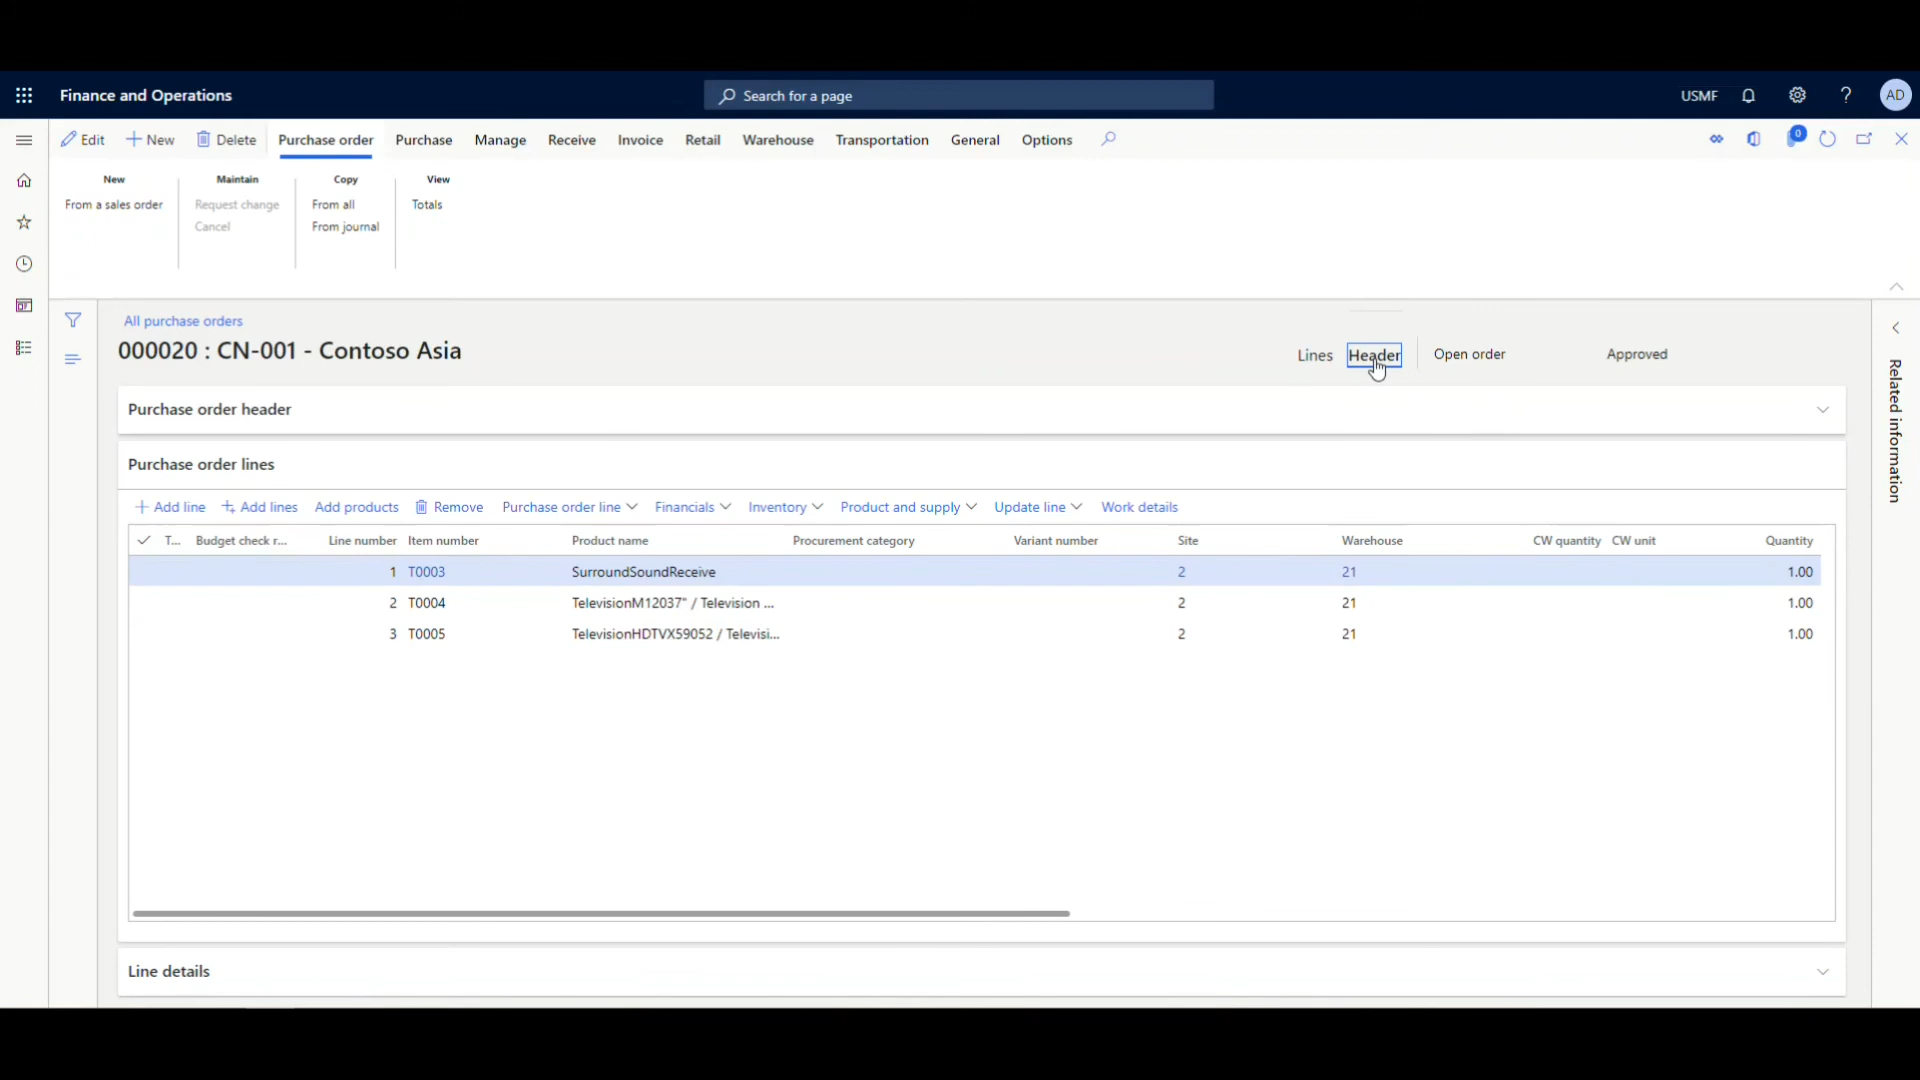 Finance and Operations
Search for a page
USMF
AD
Edit
New
Delete
Purchase order
Purchase
Manage
Receive
Invoice
Retail
Warehouse
Transportation
General
Options
0
New
Maintain
Copy
View
From a sales order
Request change
From all
Totals
Cancel
From journal
All purchase orders
000020 : CN-001 - Contoso Asia
Lines
Header
Open order
Approved
Related information
Purchase order header
Purchase order lines
Add line
Add lines
Add products
Remove
Purchase order line
Financials
Inventory
Product and supply
Update line
Work details
T... Budget check r... Line number Item number Product name Procurement category Variant number Site Warehouse CW quantity CW unit Quantity
1 T0003 SurroundSoundReceive 2 21 1.00
2 T0004 TelevisionM12037" / Television ... 2 21 1.00
3 T0005 TelevisionHDTVX59052 / Televisi... 2 21 1.00
Line details